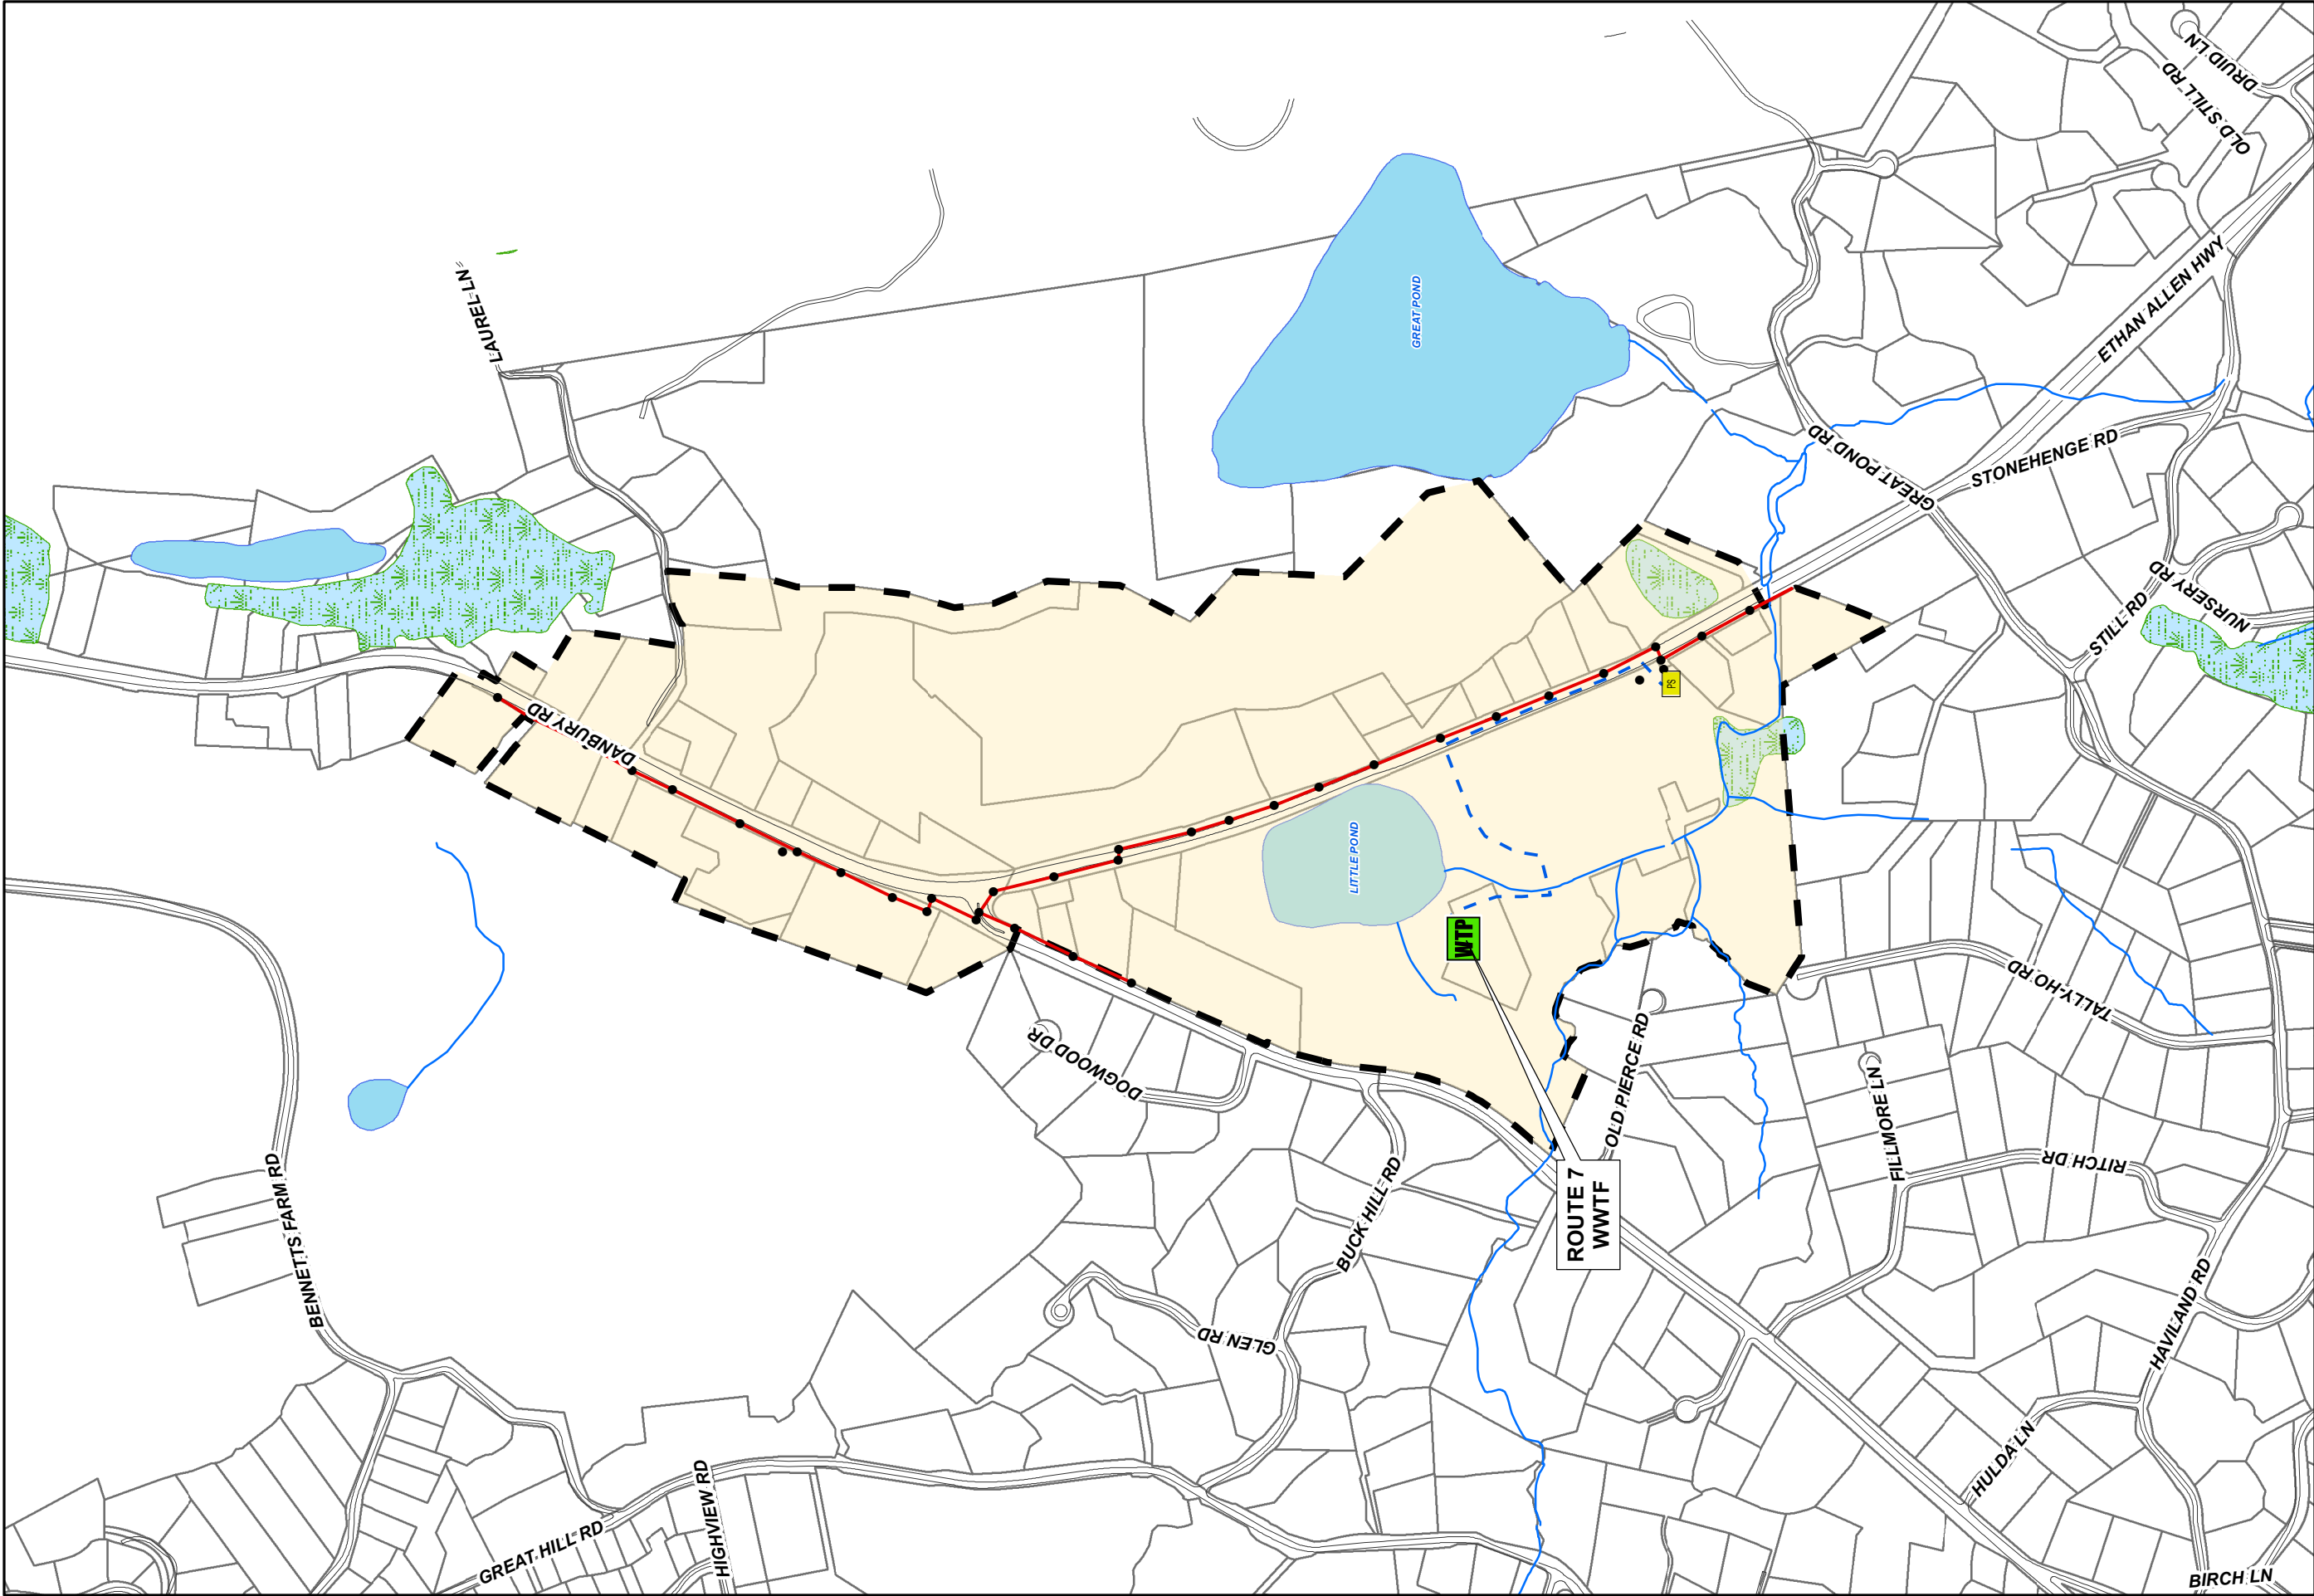 DRUID LN
OLD STILL RD
LAUREL LN
GREAT POND
ETHAN ALLEN HWY
GREAT POND RD
STONEHENGE RD
STILL RD
NURSERY RD
DANBURY RD
PS
LITTLE POND
WTP
TALLY-HO RD
DOGWOOD DR
OLD PIERCE RD
FILLMORE LN
RITCH DR
ROUTE 7
WWTF
BUCK HILL RD
BENNETTS FARM RD
GLEN RD
HAVILAND RD
HULDA LN
GREAT HILL RD
HIGHVIEW RD
BIRCH LN